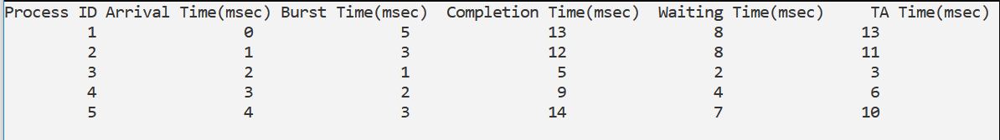 Process ID Arrival Time(msec) Burst Time(msec) Completion Time(msec) Waiting Time(msec) TA Time(msec)
1 0 5 13 8 13
2 1 3 12 8 11
3 2 1 5 2 3
4 3 2 9 4 6
5 4 3 14 7 10